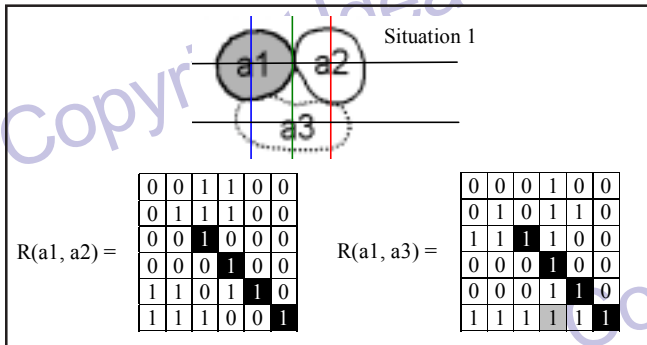 Situation 1
a1 a2
a3
R(a1, a2) =
0 0 1 1 0 0
0 1 1 1 0 0
0 0 1 0 0 0
0 0 0 1 0 0
1 1 0 1 1 0
1 1 1 0 0 1
R(a1, a3) =
0 0 0 1 0 0
0 1 0 1 1 0
1 1 1 1 0 0
0 0 0 1 0 0
0 0 0 1 1 0
1 1 1 1 1 1